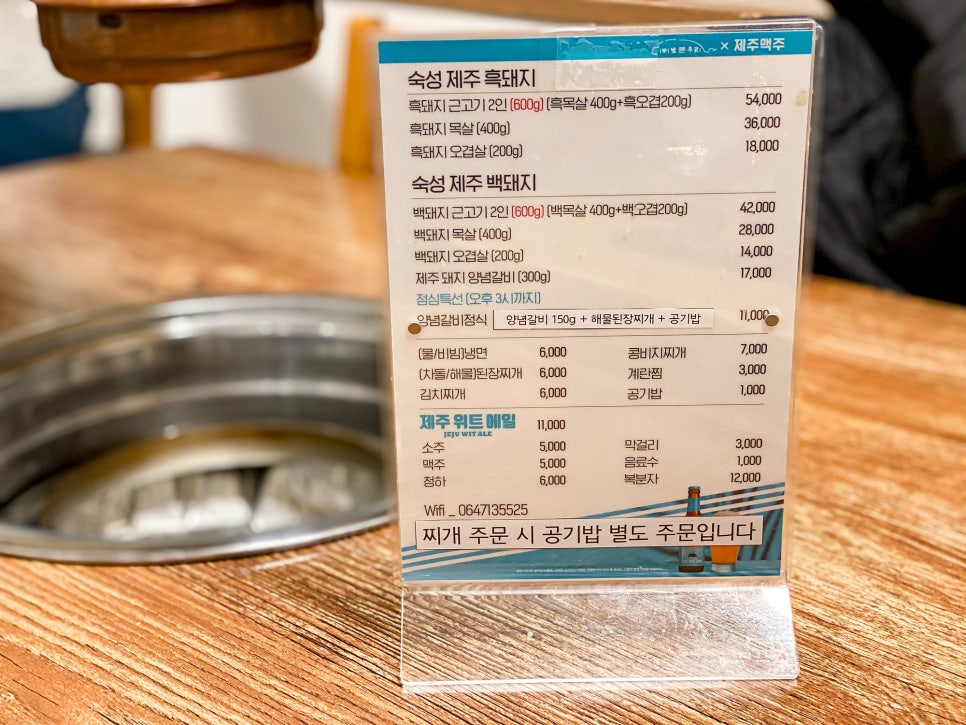 × 제주맥주
숙성 제주 흑돼지
흑돼지 근고기 2인 (600g) (흑목살 400g+흑오겹200g) 54,000
흑돼지 목살 (400g) 36,000
흑돼지 오겹살 (200g) 18,000
숙성 제주 백돼지
백돼지 근고기 2인 (600g) (백목살 400g+백오겹200g) 42,000
백돼지 목살 (400g) 28,000
백돼지 오겹살 (200g) 14,000
제주 돼지 양념갈비 (300g) 17,000
점심특선 (오후 3시까지)
양념갈비정식 양념갈비 150g + 해물된장찌개 + 공기밥 11,000
(물/비빔)냉면 6,000 콩비지찌개 7,000
(차돌/해물)된장찌개 6,000 계란찜 3,000
김치찌개 6,000 공기밥 1,000
제주 위트 에일 11,000
JEJU WIT ALE
소주 5,000 막걸리 3,000
맥주 5,000 음료수 1,000
청하 6,000 복분자 12,000
Wifi _ 0647135525
찌개 주문 시 공기밥 별도 주문입니다